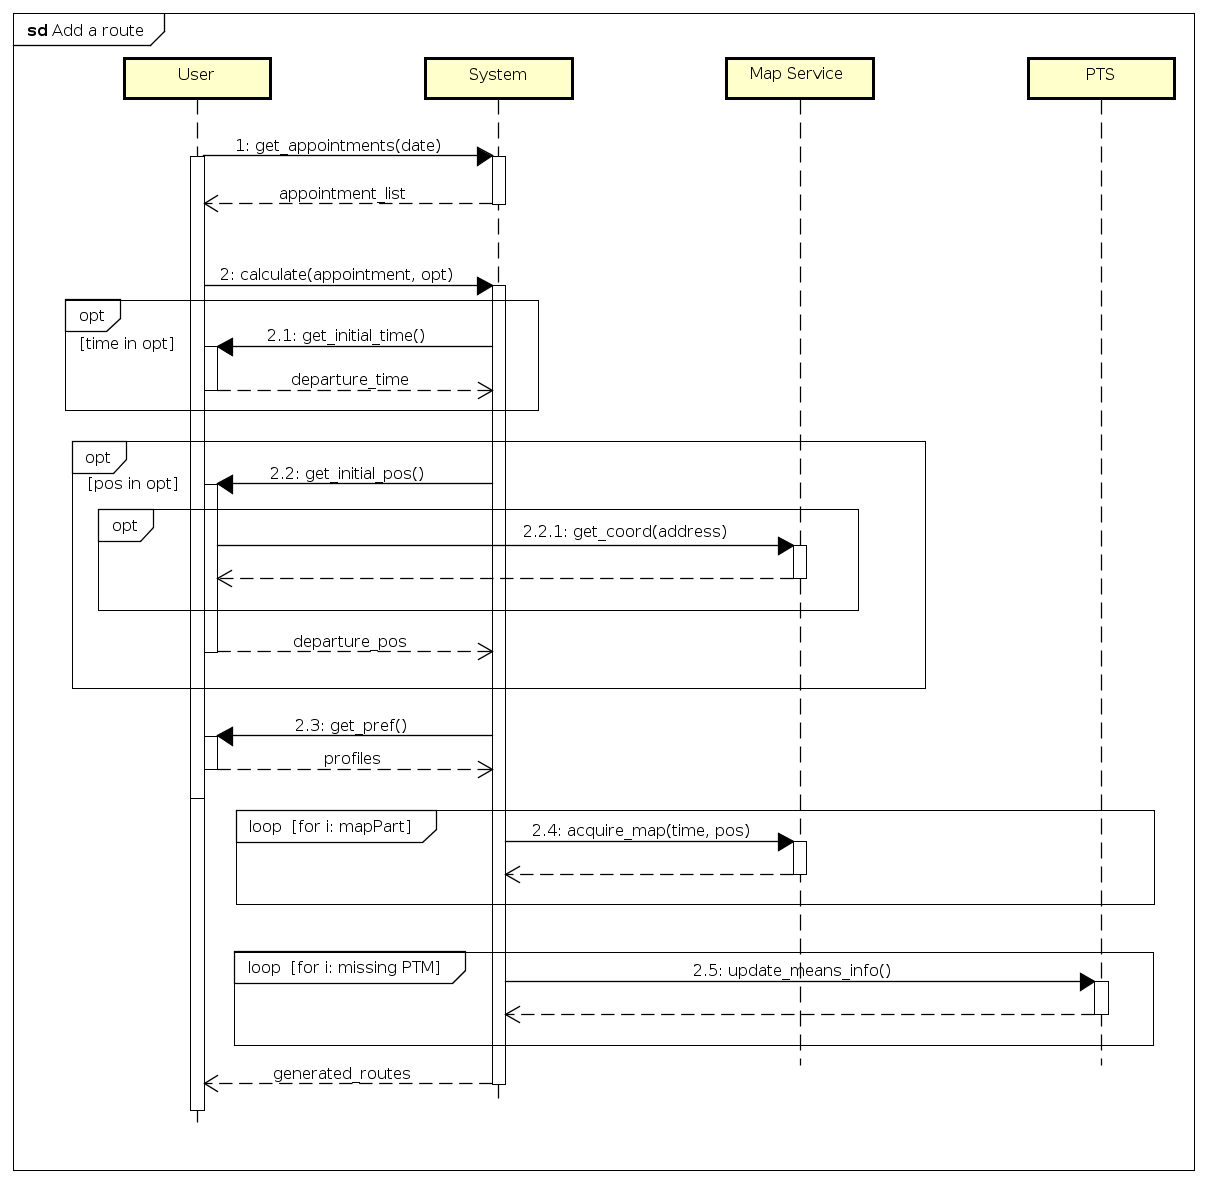 sd Add a route
User
System
Map Service
PTS
1: get_appointments(date)
appointment_list
2: calculate(appointment, opt)
opt
2.1: get_initial_time()
[time in opt]
departure_time
opt
2.2: get_initial_pos()
[pos in opt]
opt
2.2.1: get_coord(address)
departure_pos
2.3: get_pref()
profiles
loop [for i: mapPart]
2.4: acquire_map(time, pos)
loop [for i: missing PTM]
2.5: update_means_info()
generated_routes